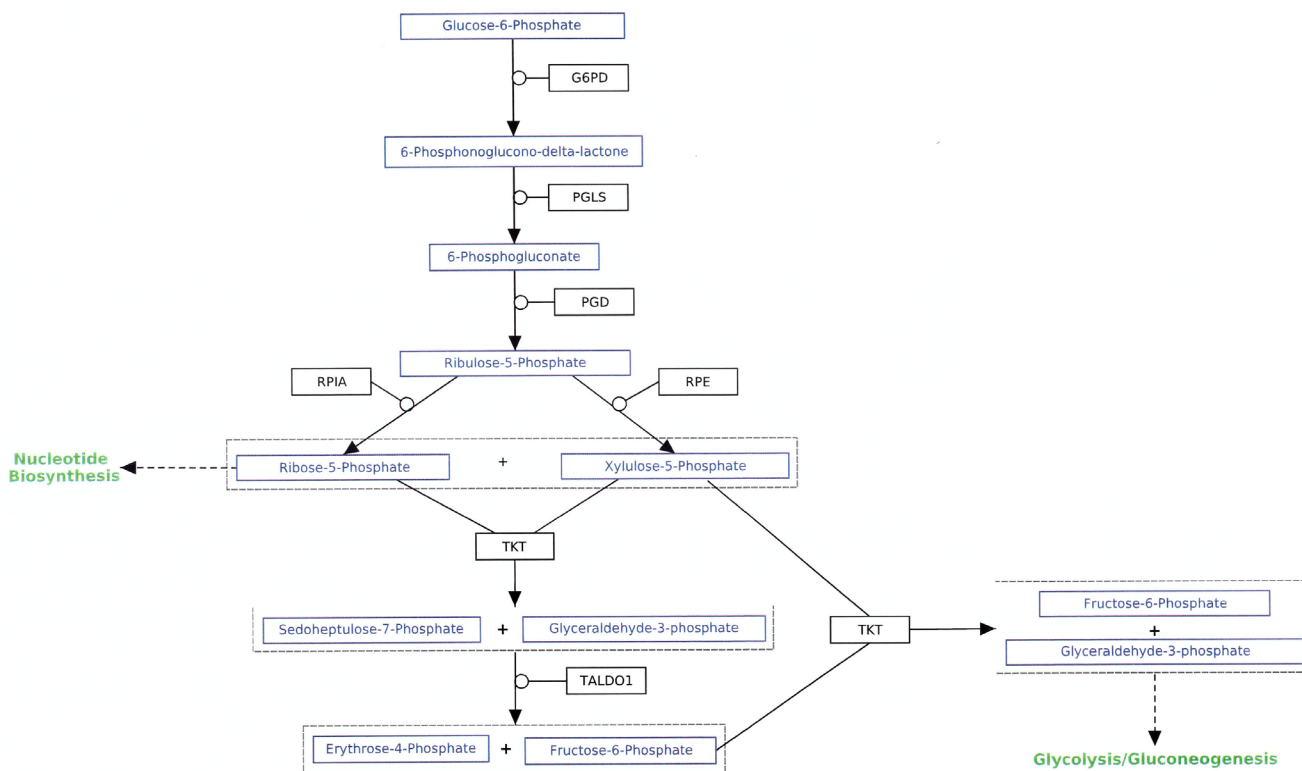 Glucose-6-Phosphate
G6PD
6-Phosphonoglucono-delta-lactone
PGLS
6-Phosphogluconate
PGD
Ribulose-5-Phosphate
RPIA
RPE
Nucleotide
Biosynthesis
Ribose-5-Phosphate + Xylulose-5-Phosphate
TKT
Sedoheptulose-7-Phosphate + Glyceraldehyde-3-phosphate
TKT
Fructose-6-Phosphate
+
Glyceraldehyde-3-phosphate
TALDO1
Erythrose-4-Phosphate + Fructose-6-Phosphate
Glycolysis/Gluconeogenesis